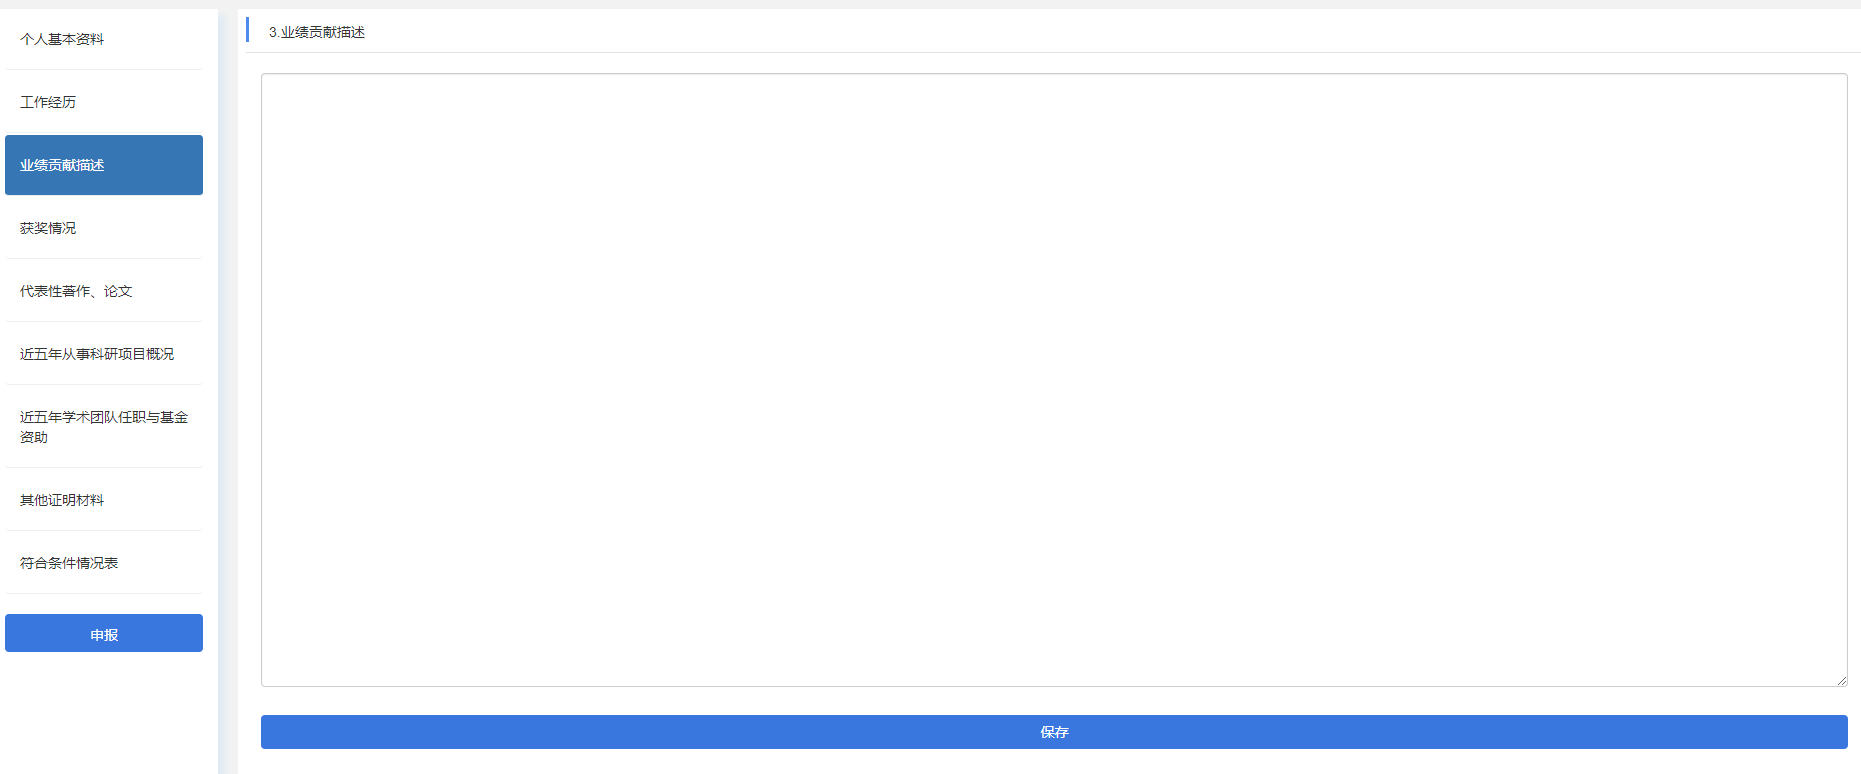 个人基本资料
工作经历
业绩贡献描述
获奖情况
代表性著作、论文
近五年从事科研项目概况
近五年学术团队任职与基金
资助
其他证明材料
符合条件情况表
申报
3.业绩贡献描述
保存